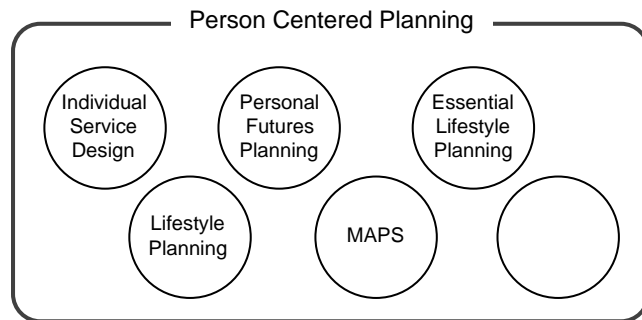 Person Centered Planning
Individual
Service
Design
Personal
Futures
Planning
Essential
Lifestyle
Planning
Lifestyle
Planning
MAPS